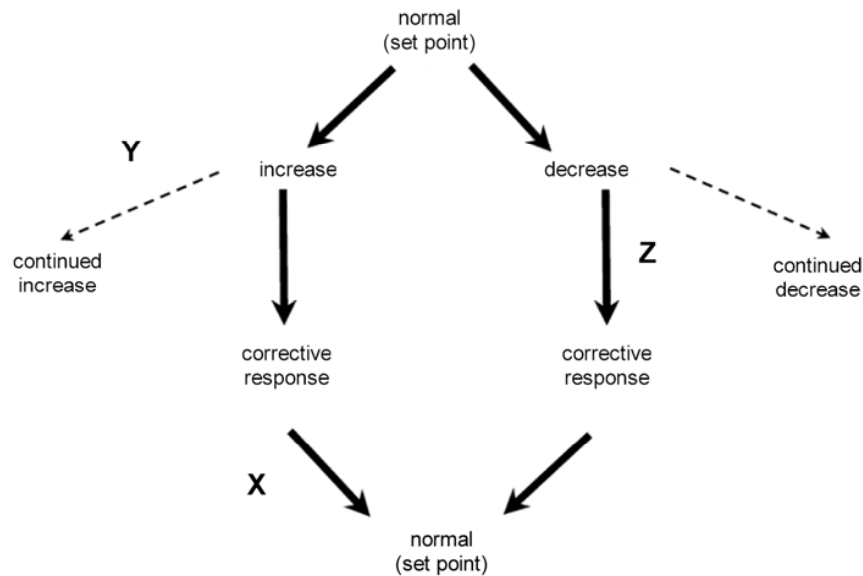 normal
(set point)
Y
increase
decrease
continued
increase
Z
continued
decrease
corrective
response
corrective
response
X
normal
(set point)